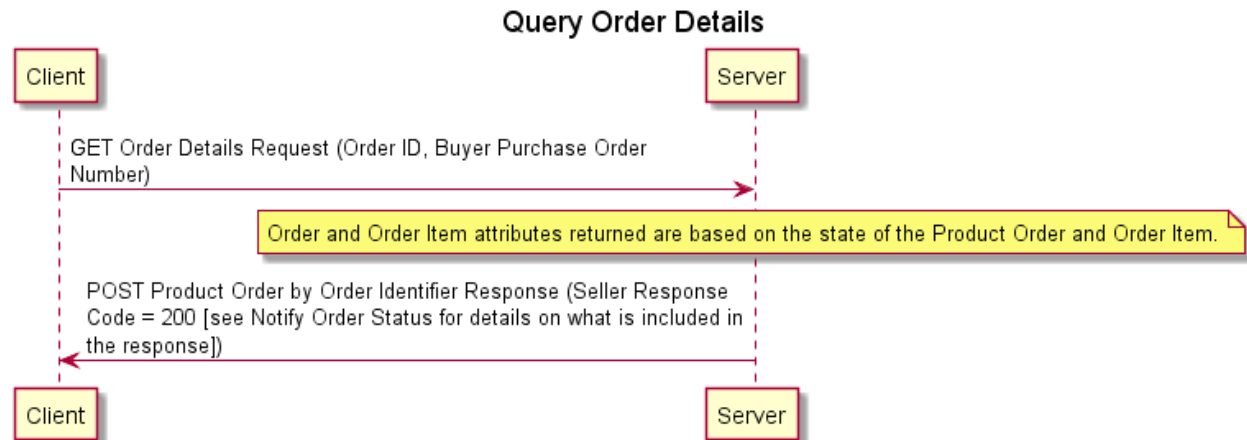 Query Order Details
Client
Server
GET Order Details Request (Order ID, Buyer Purchase Order
Number)
Order and Order Item attributes returned are based on the state of the Product Order and Order Item.
POST Product Order by Order Identifier Response (Seller Response
Code = 200 [see Notify Order Status for details on what is included in
the response])
Client
Server